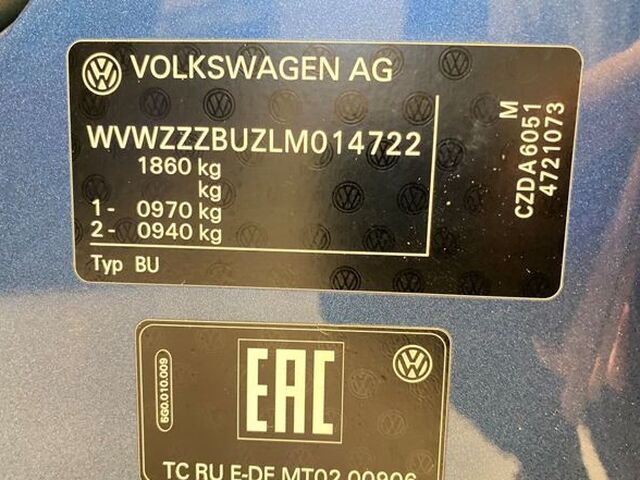 VOLKSWAGEN AG
WVWZZZBUZLM014722
1860 kg
kg
1- 0970 kg
2- 0940 kg
Typ BU
M
CZDA6051
4721073
5G0.010.009
EAC
TC RU E-DE.MT02.00906